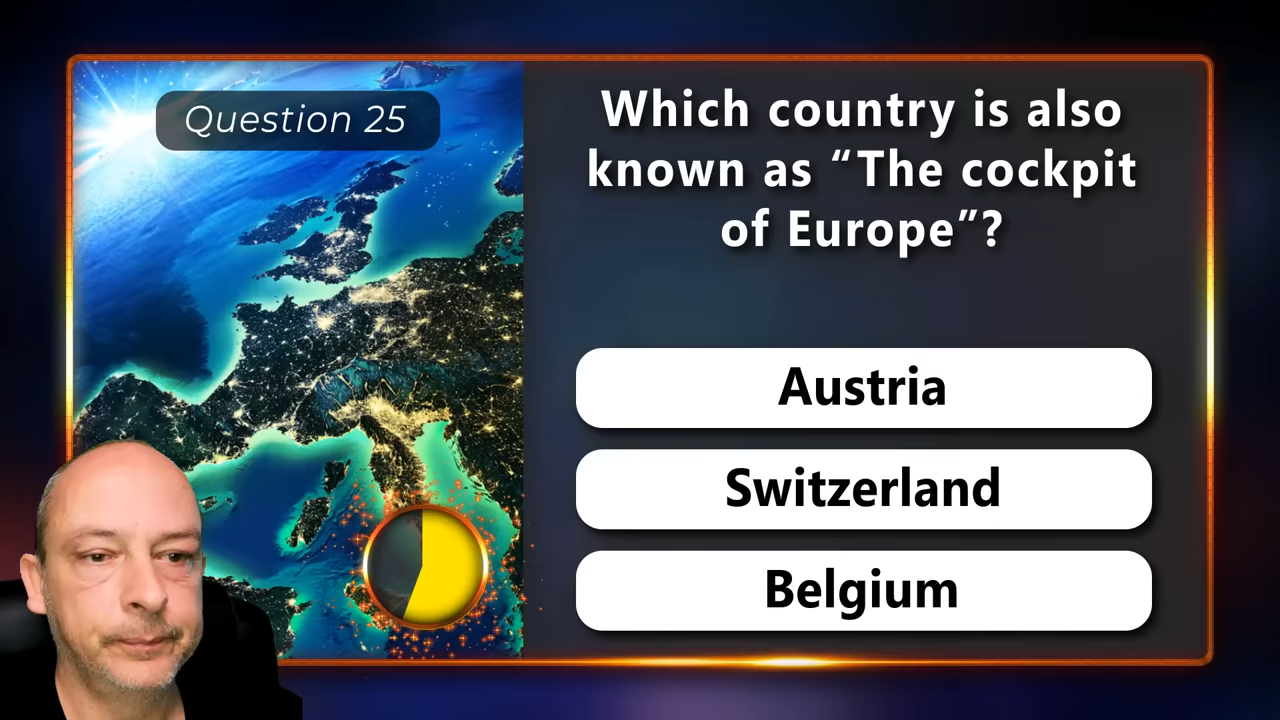 Question 25
Which country is also
known as “The cockpit
of Europe”?
Austria
Switzerland
Belgium